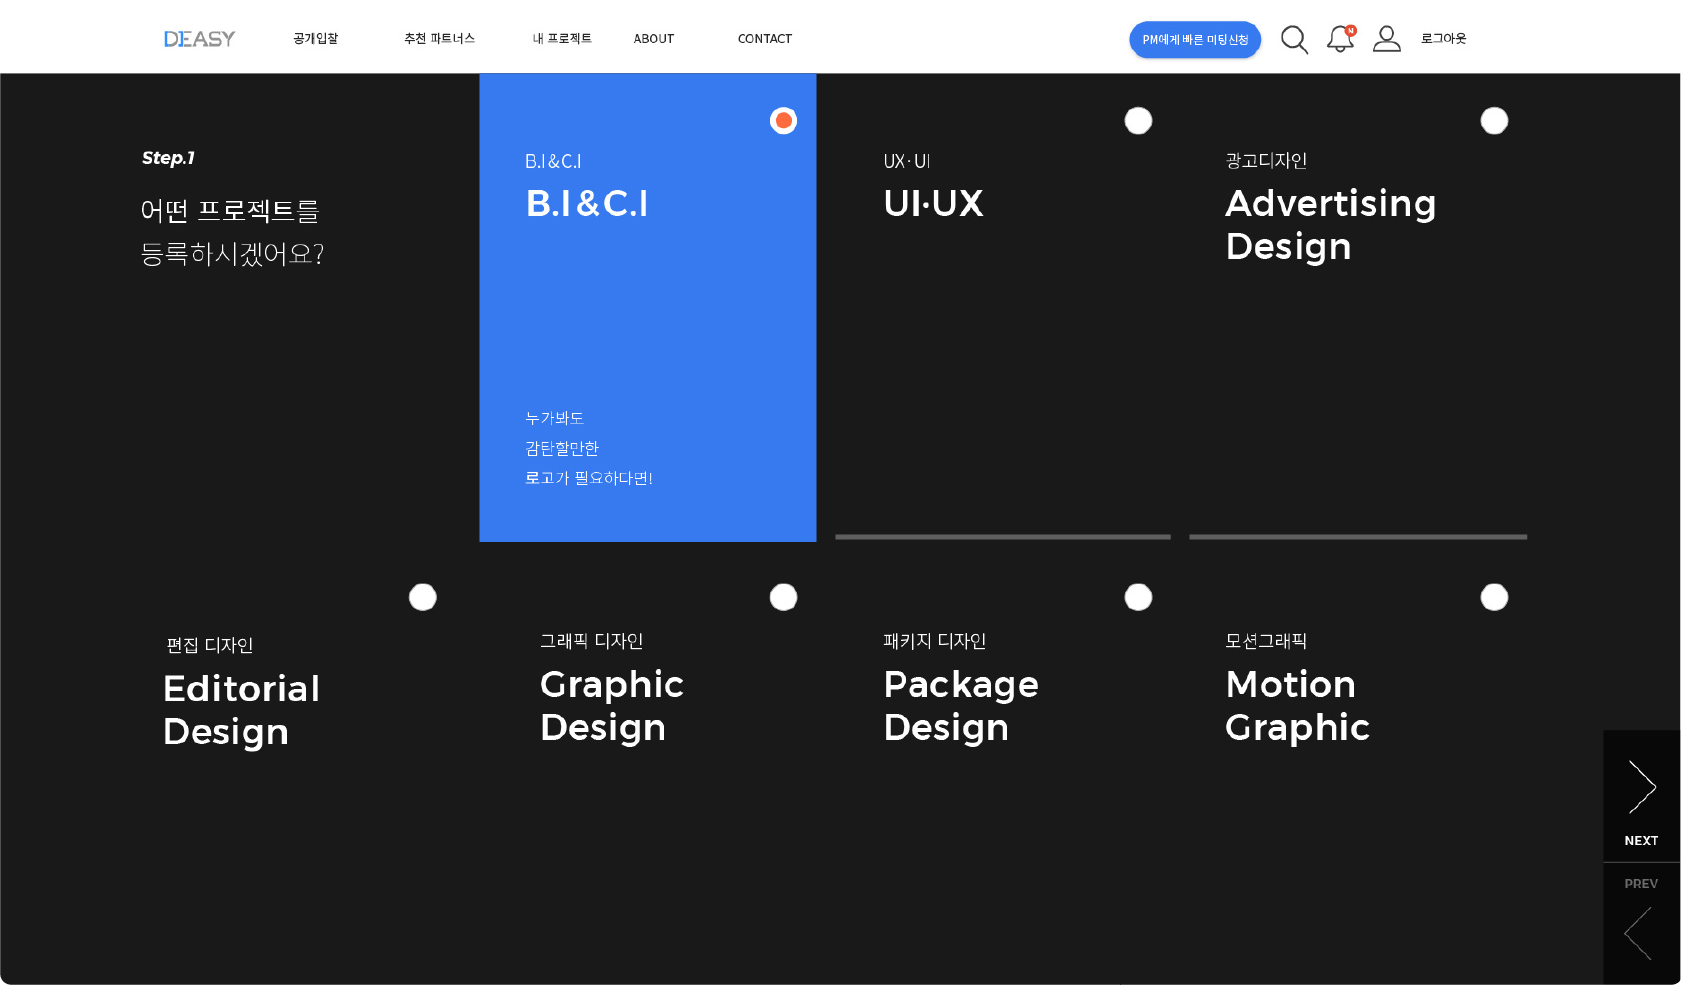 DEASY
공개입찰
추천 파트너스
내 프로젝트
ABOUT
CONTACT
PM에게 바른 미팅신청
N
로그아웃
Step.1
어떤 프로젝트를
등록하시겠어요?
B.I&C.I
B.I&C.I
누가봐도
감탄할만한
로고가 필요하다면!
UX·UI
UI·UX
광고디자인
Advertising
Design
편집 디자인
Editorial
Design
그래픽 디자인
Graphic
Design
패키지 디자인
Package
Design
모션그래픽
Motion
Graphic
NEXT
PREV